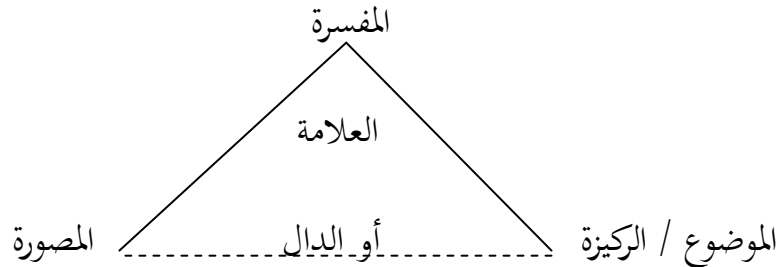 المفسرة
العلامة
الموضوع / الركيزة أو الدال المصورة